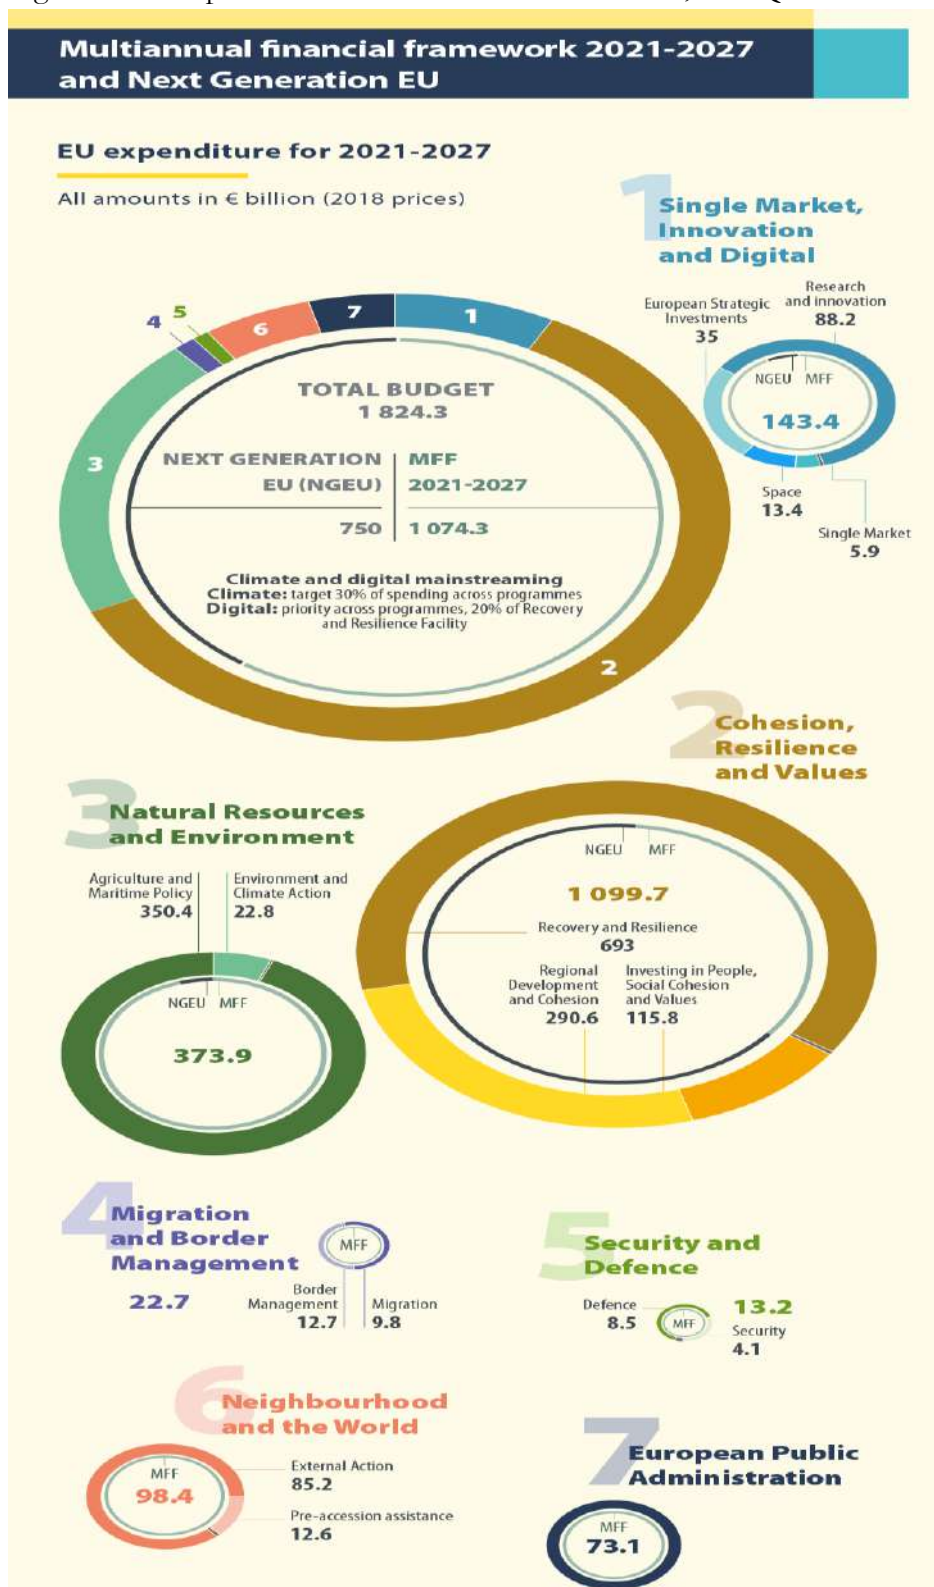 Multiannual financial framework 2021-2027
and Next Generation EU
EU expenditure for 2021-2027
All amounts in € billion (2018 prices)
1
Single Market,
Innovation
and Digital
European Strategic
Investments
35
Research
and innovation
88.2
NGEU MFF
143.4
Space
13.4
Single Market
5.9
1
2
3
4
5
6
7
TOTAL BUDGET
1 824.3
NEXT GENERATION
EU (NGEU)
750
MFF
2021-2027
1 074.3
Climate and digital mainstreaming
Climate: target 30% of spending across programmes
Digital: priority across programmes, 20% of Recovery
and Resilience Facility
2
Cohesion,
Resilience
and Values
NGEU MFF
1 099.7
Recovery and Resilience
693
Regional
Development
and Cohesion
290.6
Investing in People,
Social Cohesion
and Values
115.8
3
Natural Resources
and Environment
Agriculture and
Maritime Policy
350.4
Environment and
Climate Action
22.8
NGEU MFF
373.9
4
Migration
and Border
Management
22.7
MFF
Border
Management
12.7
Migration
9.8
5
Security and
Defence
13.2
Defence
8.5
MFF
Security
4.1
6
Neighbourhood
and the World
MFF
98.4
External Action
85.2
Pre-accession assistance
12.6
7
European Public
Administration
MFF
73.1